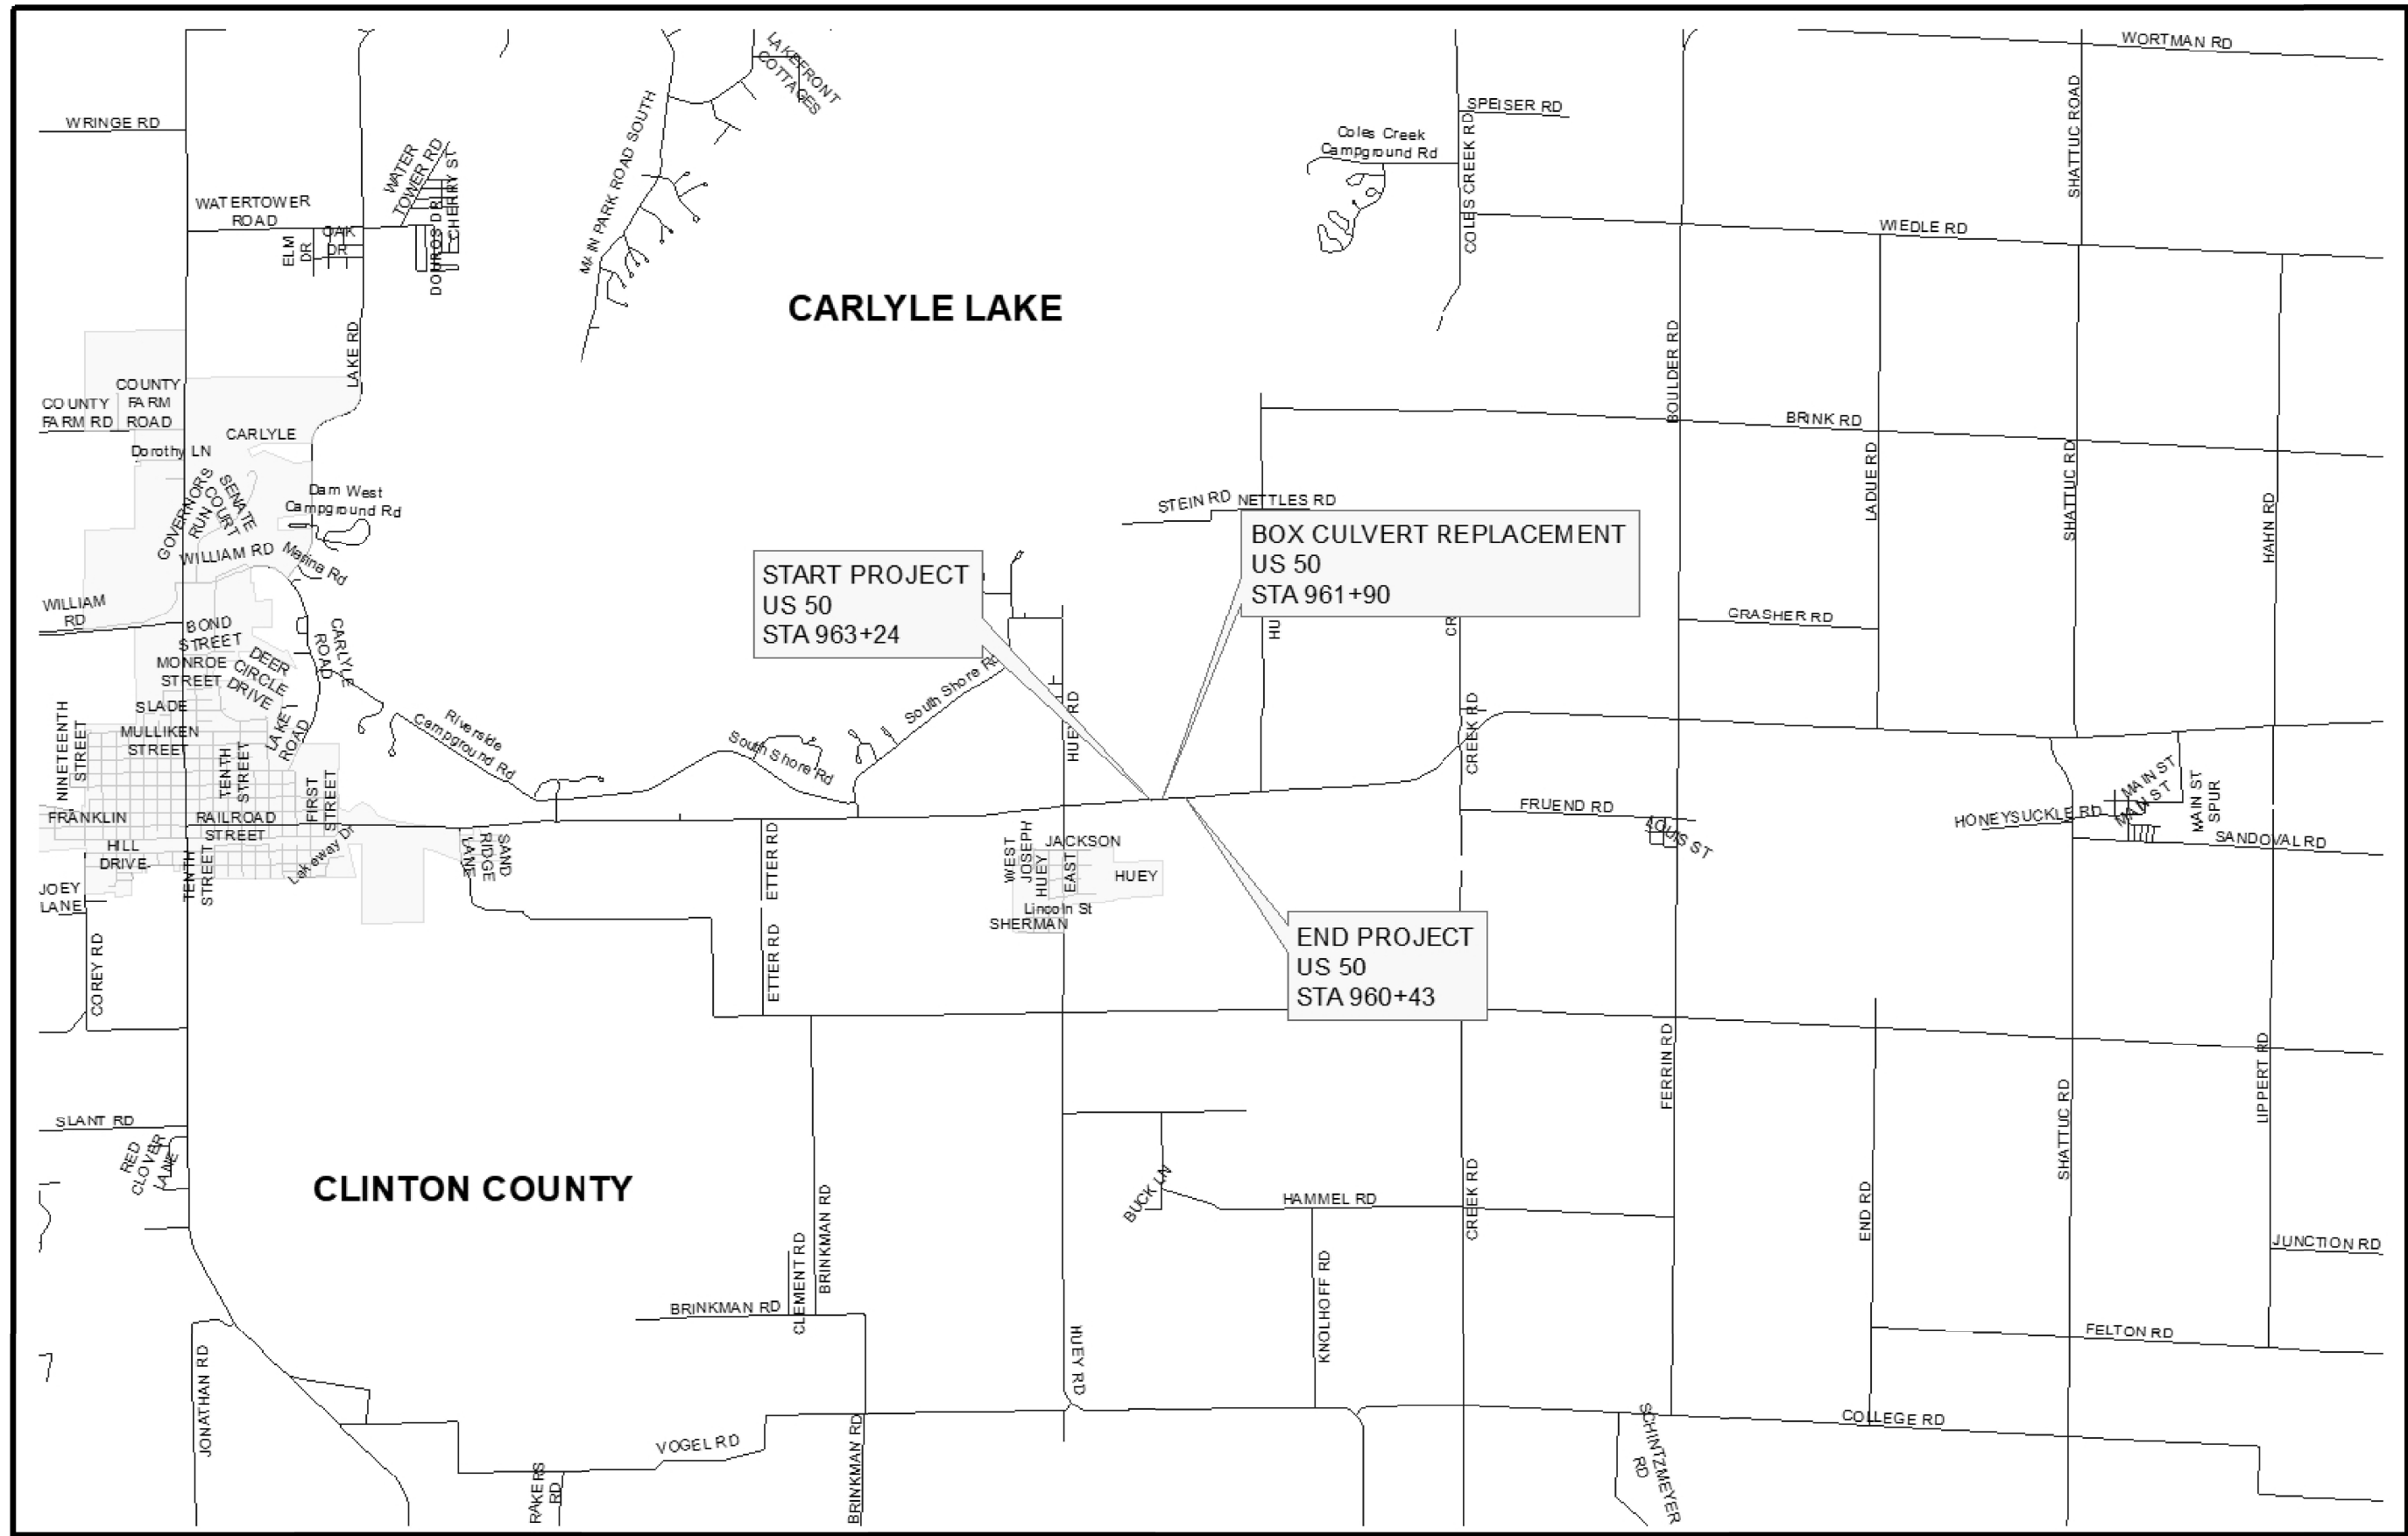 WORTMAN RD
LAKEFRONT
COTTAGES
SPEISER RD
WRINGE RD
Coles Creek
Campground Rd
COLES CREEK RD
SHATTUC ROAD
MAIN PARK ROAD SOUTH
WATER
TOWER RD
CHERRY ST
WATERTOWER
ROAD
OAK
DR
ELM
DR
DOUROS DR
WIEDLE RD
CARLYLE LAKE
LAKE RD
BOULDER RD
COUNTY
FARM
ROAD
COUNTY
FARM RD
BRINK RD
CARLYLE
Dorothy LN
LADUE RD
SHATTUC RD
HAHN RD
GOVERNORS
RUN
SENATE
COURT
Dam West
Campground Rd
STEIN RD
NETTLES RD
WILLIAM RD
Marina Rd
BOX CULVERT REPLACEMENT
US 50
STA 961+90
START PROJECT
US 50
STA 963+24
WILLIAM
RD
BOND
STREET
CARLYLE
ROAD
GRASHER RD
HU
CR
MONROE
STREET
DEER
CIRCLE
DRIVE
South Shore Rd
SLADE
NINETEENTH
STREET
MULLIKEN
STREET
LAKE
ROAD
TENTH
STREET
Riverside
Campground Rd
South Shore Rd
HUEY RD
CREEK RD
FIRST
STREET
MAIN ST
MAIN ST
MAIN ST
SPUR
FRANKLIN
RAILROAD
STREET
FRUEND RD
HONEYSUCKLE RD
LOUIS ST
SANDOVAL RD
HILL
DRIVE
TENTH
STREET
Lakeway Dr
SAND
RIDGE
LANE
ETTER RD
WEST
JOSEPH
HUEY
JACKSON
EAST
HUEY
JOEY
LANE
Lincoln St
SHERMAN
END PROJECT
US 50
STA 960+43
COREY RD
ETTER RD
FERRIN RD
LIPPERT RD
SLANT RD
RED
CLOVER
LANE
SHATTUC RD
CLINTON COUNTY
BRINKMAN RD
BUCK LN
HAMMEL RD
CREEK RD
END RD
JUNCTION RD
CLEMENT RD
BRINKMAN RD
KNOLHOFF RD
FELTON RD
JONATHAN RD
HUEY RD
VOGEL RD
BRINKMAN RD
COLLEGE RD
SCHINTZMEYER
RD
RAKERS
RD